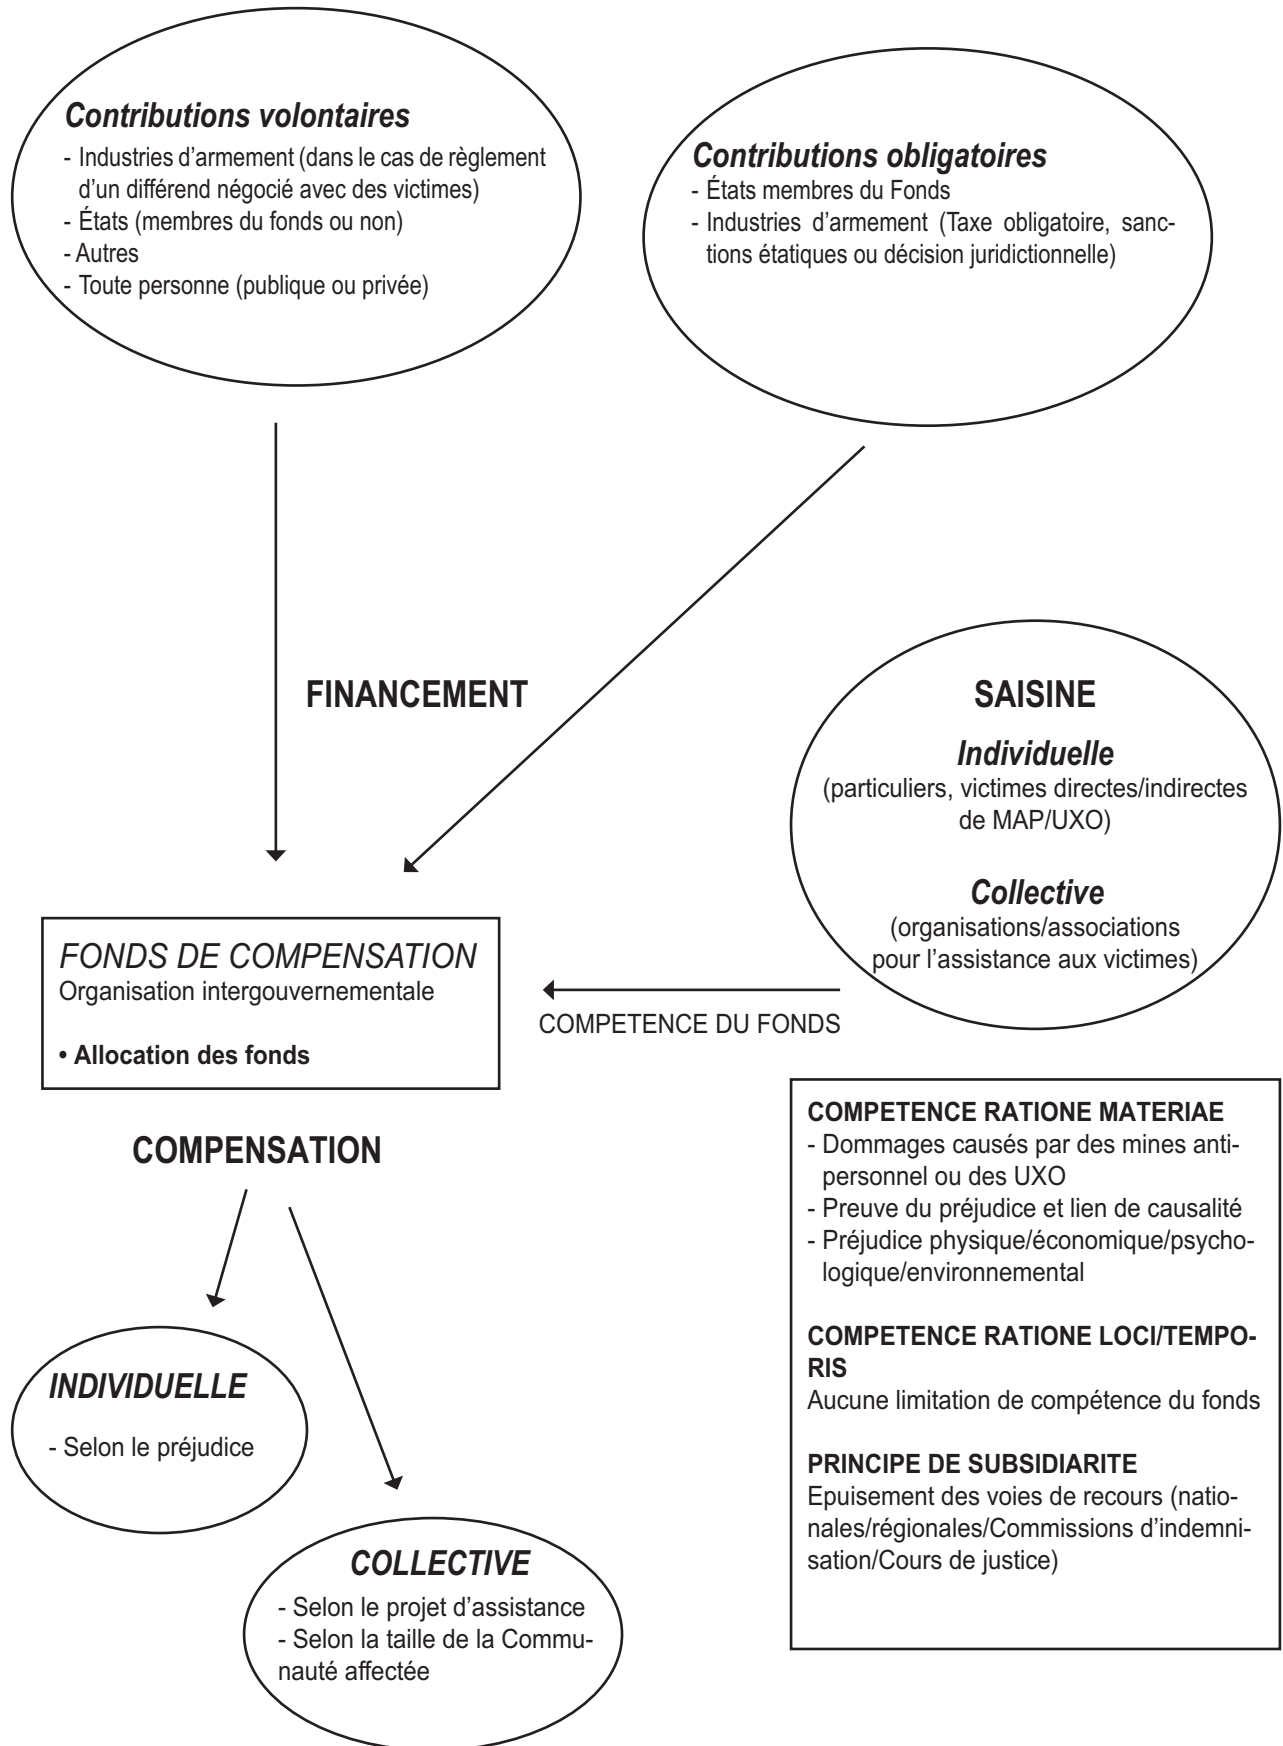 Contributions volontaires
- Industries d’armement (dans le cas de règlement
d’un différend négocié avec des victimes)
- États (membres du fonds ou non)
- Autres
- Toute personne (publique ou privée)
Contributions obligatoires
- États membres du Fonds
- Industries d’armement (Taxe obligatoire, sanc-
tions étatiques ou décision juridictionnelle)
FINANCEMENT
SAISINE
Individuelle
(particuliers, victimes directes/indirectes
de MAP/UXO)
Collective
(organisations/associations
pour l’assistance aux victimes)
FONDS DE COMPENSATION
Organisation intergouvernementale
• Allocation des fonds
COMPETENCE DU FONDS
COMPENSATION
INDIVIDUELLE
- Selon le préjudice
COLLECTIVE
- Selon le projet d’assistance
- Selon la taille de la Commu-
nauté affectée
COMPETENCE RATIONE MATERIAE
- Dommages causés par des mines anti-
personnel ou des UXO
- Preuve du préjudice et lien de causalité
- Préjudice physique/économique/psycho-
logique/environnemental
COMPETENCE RATIONE LOCI/TEMPO-
RIS
Aucune limitation de compétence du fonds
PRINCIPE DE SUBSIDIARITE
Epuisement des voies de recours (natio-
nales/régionales/Commissions d’indemni-
sation/Cours de justice)